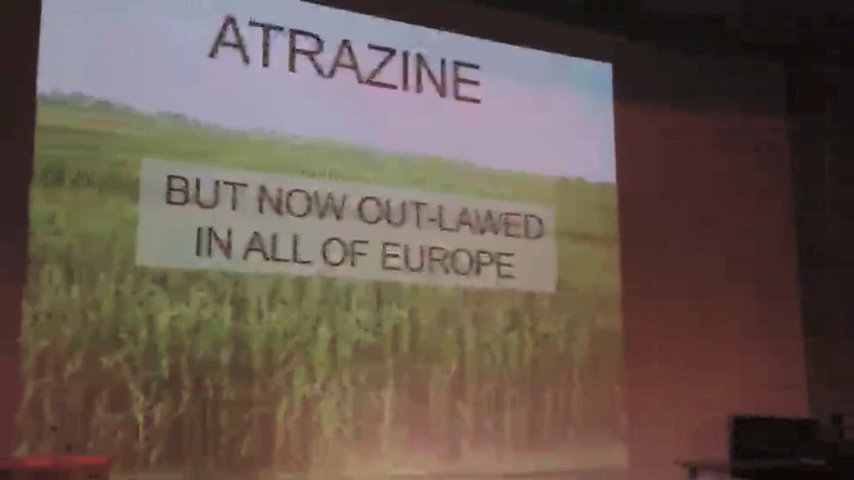 ATRAZINE
BUT NOW OUT-LAWED
IN ALL OF EUROPE